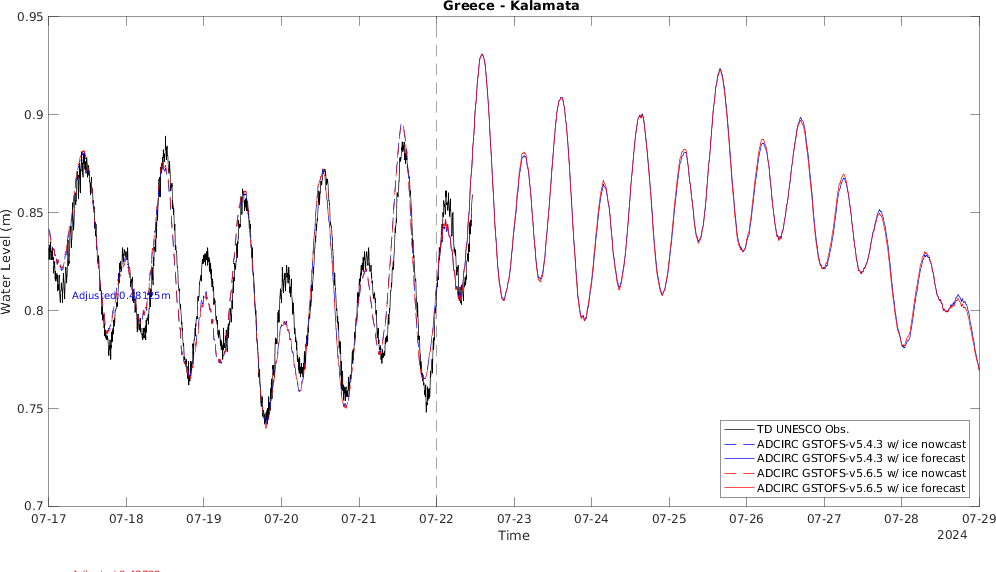 Greece - Kalamata
0.95
0.9
0.85
0.8
0.75
0.7
Water Level (m)
Adjusted:0.48125m
TD UNESCO Obs.
ADCIRC GSTOFS-v5.4.3 w/ ice nowcast
ADCIRC GSTOFS-v5.4.3 w/ ice forecast
ADCIRC GSTOFS-v5.6.5 w/ ice nowcast
ADCIRC GSTOFS-v5.6.5 w/ ice forecast
07-17 07-18 07-19 07-20 07-21 07-22 07-23 07-24 07-25 07-26 07-27 07-28 07-29
Time
2024